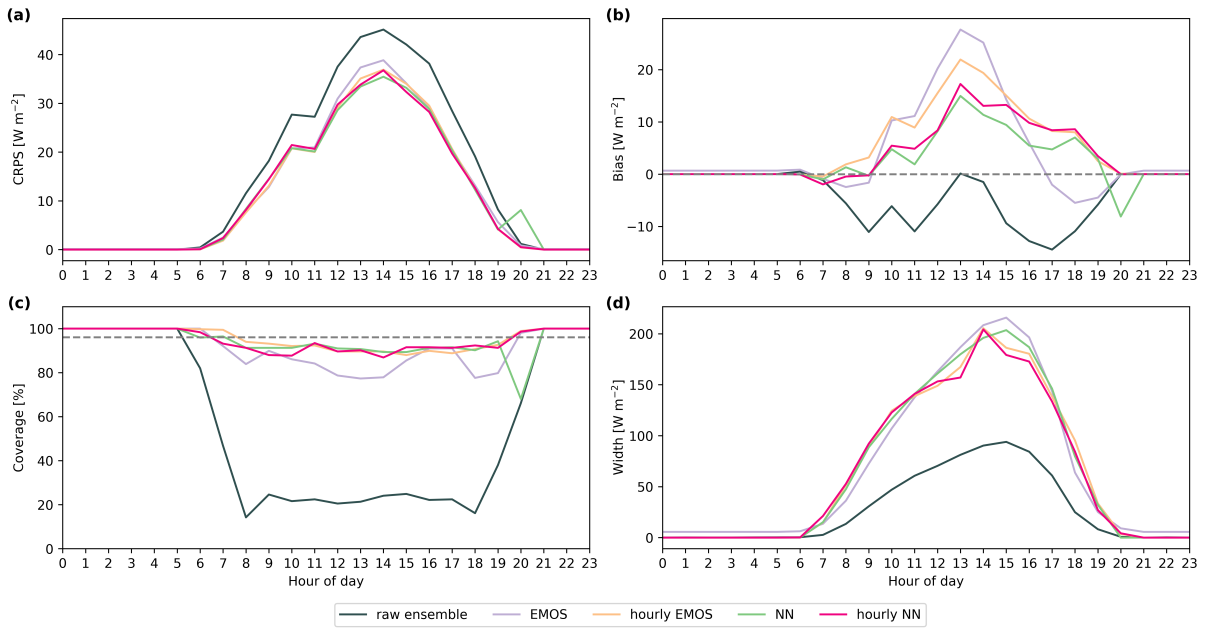 (a)
CRPS [W m⁻²]
40
30
20
10
0
0 1 2 3 4 5 6 7 8 9 10 11 12 13 14 15 16 17 18 19 20 21 22 23
(b)
Bias [W m⁻²]
20
10
0
−10
0 1 2 3 4 5 6 7 8 9 10 11 12 13 14 15 16 17 18 19 20 21 22 23
(c)
Coverage [%]
100
80
60
40
20
0
0 1 2 3 4 5 6 7 8 9 10 11 12 13 14 15 16 17 18 19 20 21 22 23
Hour of day
(d)
Width [W m⁻²]
200
150
100
50
0
0 1 2 3 4 5 6 7 8 9 10 11 12 13 14 15 16 17 18 19 20 21 22 23
Hour of day
raw ensemble EMOS hourly EMOS NN hourly NN